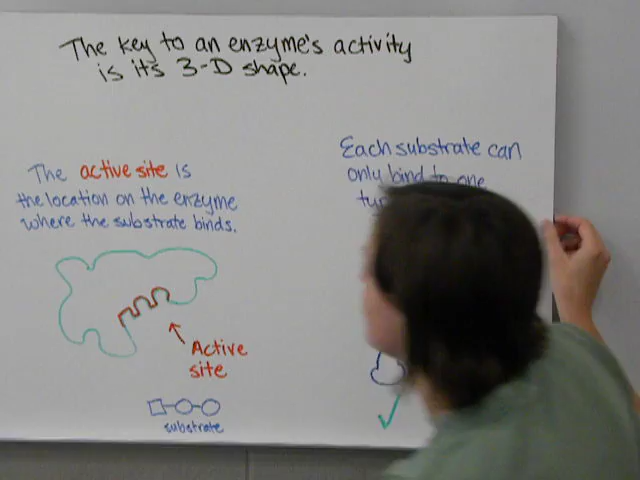 The key to an enzyme's activity
is its 3-D shape.
The active site is
the location on the enzyme
where the substrate binds.
Active
site
substrate
Each substrate can
only bind to one